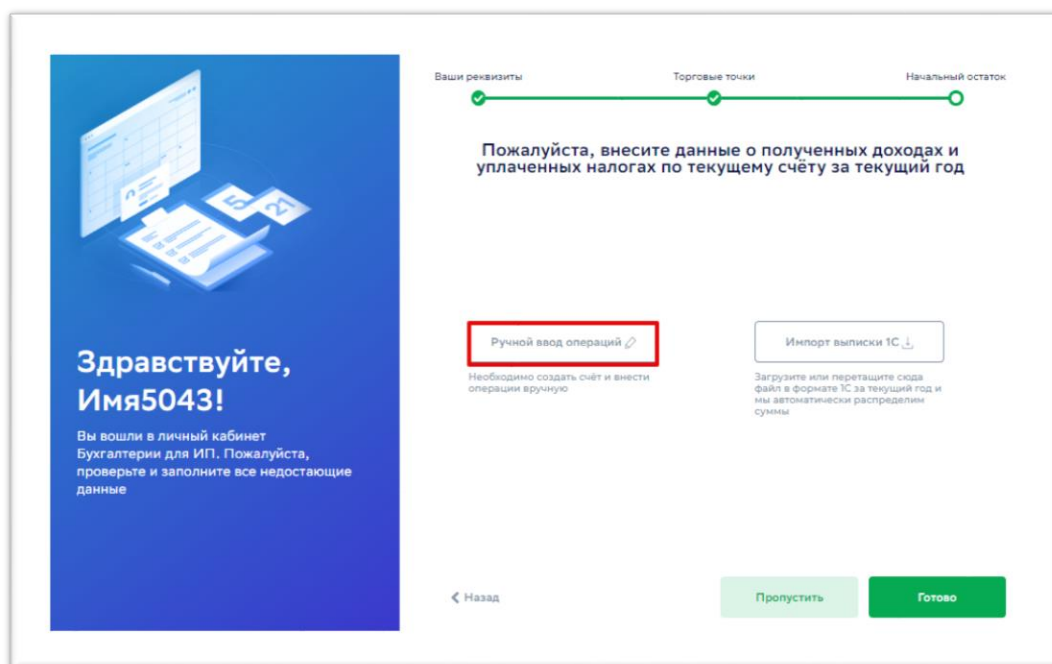 Ваши реквизиты
Торговые точки
Начальный остаток
Пожалуйста, внесите данные о полученных доходах и
уплаченных налогах по текущему счёту за текущий год
5
21
Здравствуйте,
Имя5043!
Вы вошли в личный кабинет
Бухгалтерии для ИП. Пожалуйста,
проверьте и заполните все недостающие
данные
Ручной ввод операций
Необходимо создать счёт и внести
операции вручную
Импорт выписки 1С
Загрузите или перетащите сюда
файл в формате 1С за текущий год и
мы автоматически распределим
суммы
Назад
Пропустить
Готово